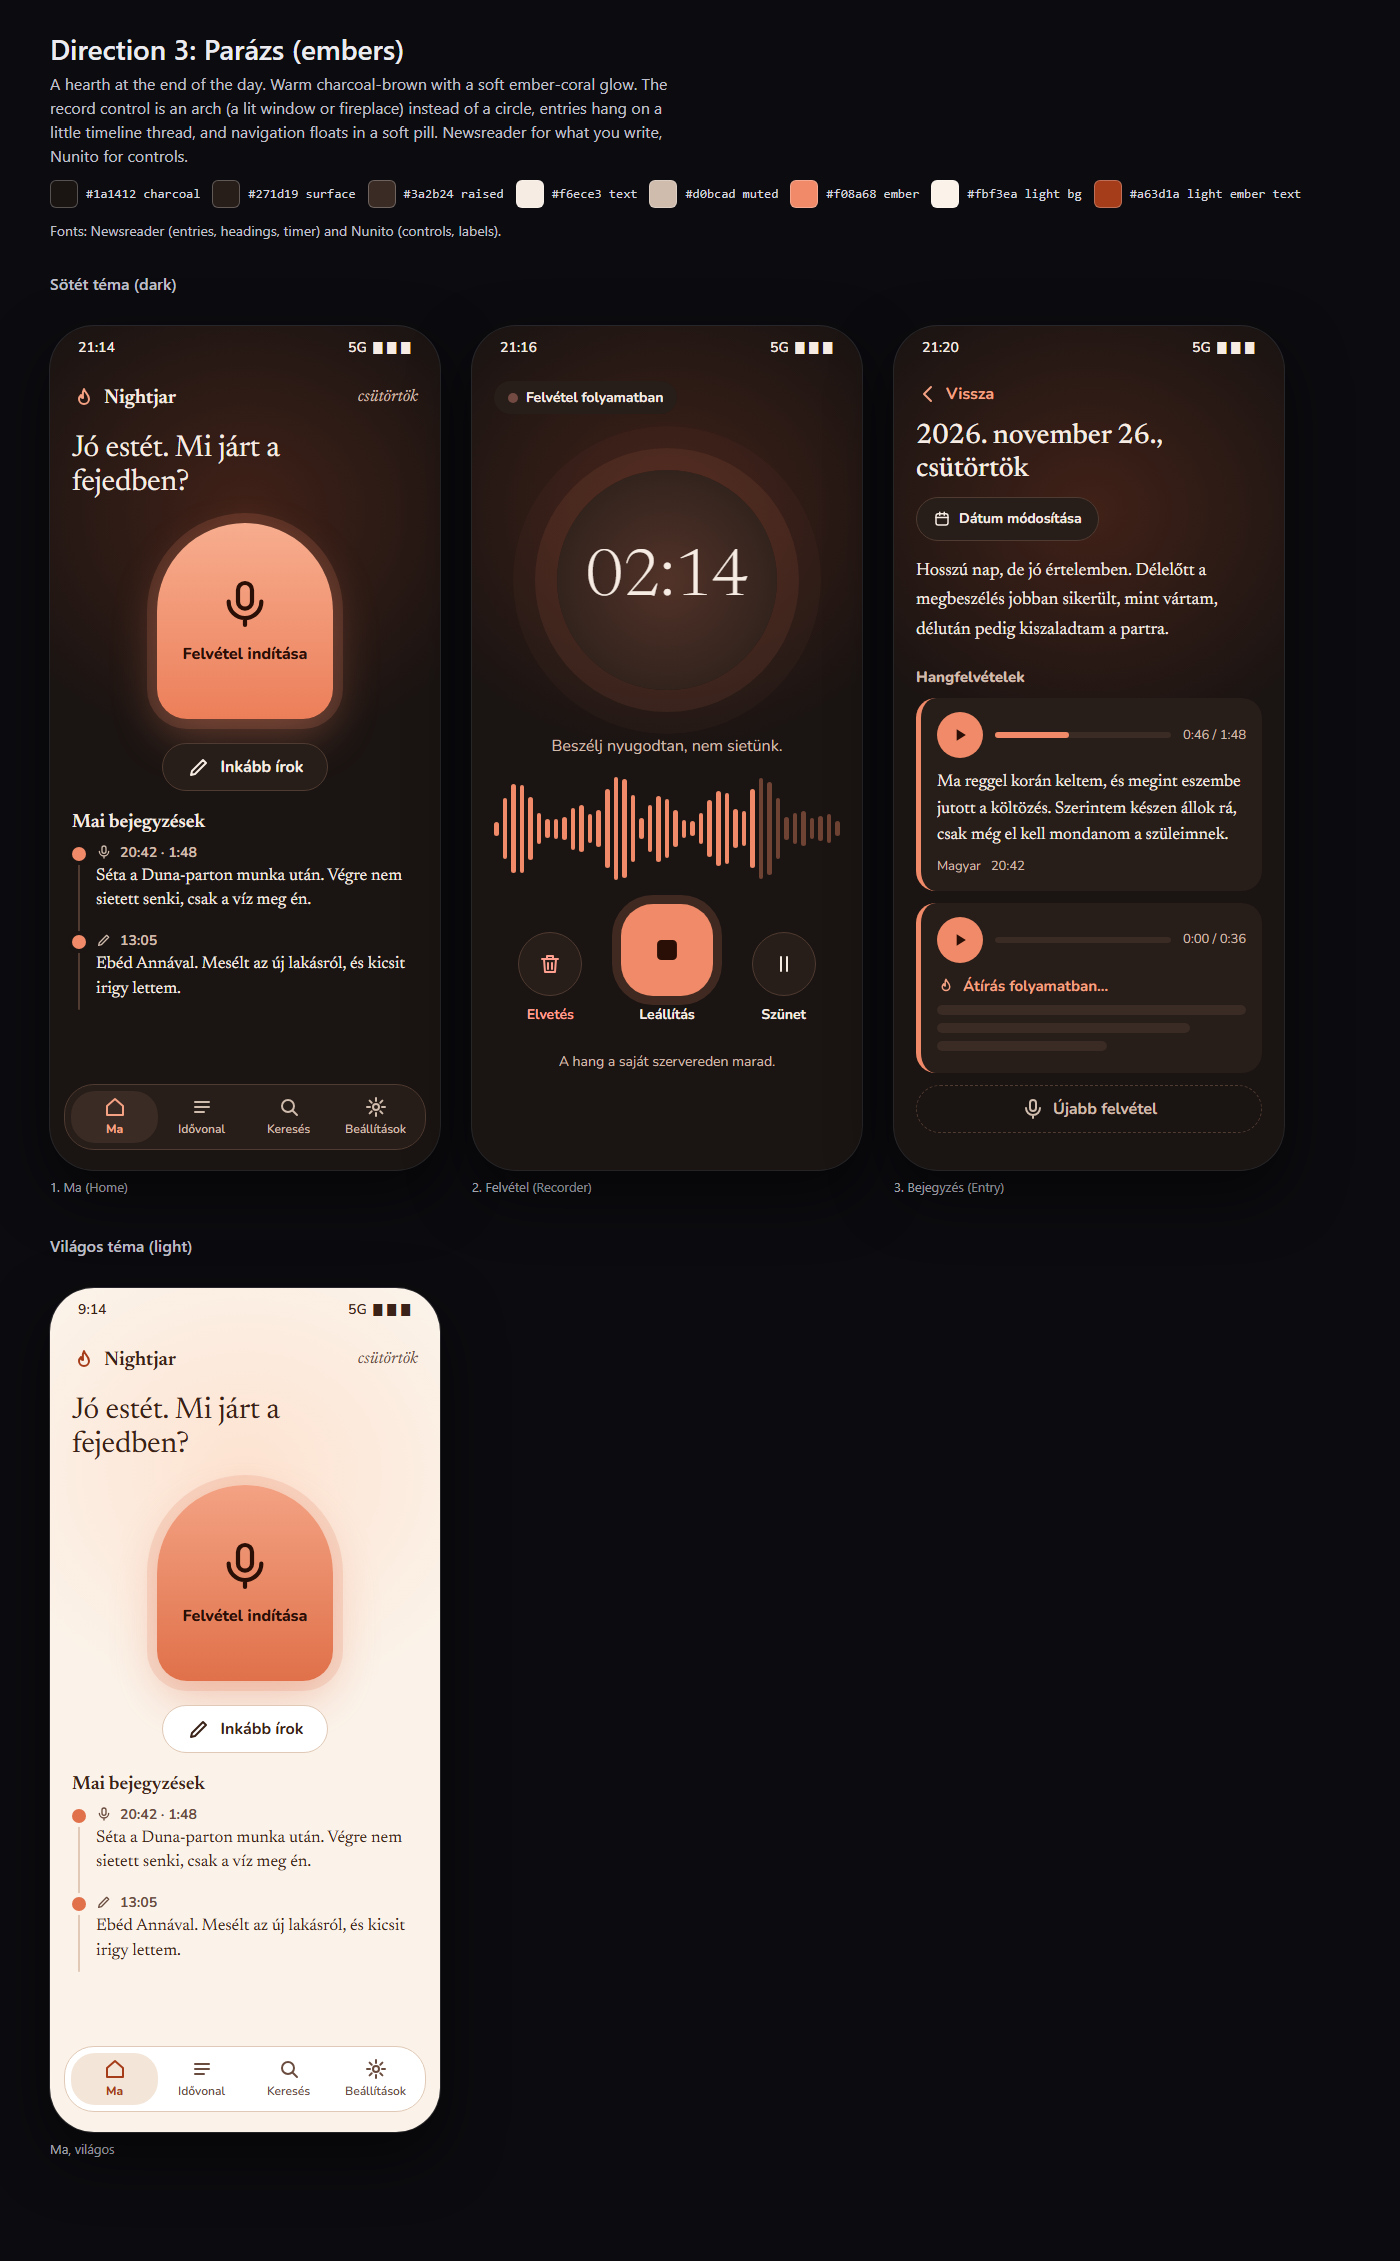 Direction 3: Parázs (embers)
A hearth at the end of the day. Warm charcoal-brown with a soft ember-coral glow. The
record control is an arch (a lit window or fireplace) instead of a circle, entries hang on a
little timeline thread, and navigation floats in a soft pill. Newsreader for what you write,
Nunito for controls.
#1a1412 charcoal #271d19 surface #3a2b24 raised #f6ece3 text #d0bcad muted #f08a68 ember #fbf3ea light bg #a63d1a light ember text
Fonts: Newsreader (entries, headings, timer) and Nunito (controls, labels).
Sötét téma (dark)
21:14 5G
Nightjar csütörtök
Jó estét. Mi járt a
fejedben?
Felvétel indítása
Inkább írok
Mai bejegyzések
20:42 · 1:48
Séta a Duna-parton munka után. Végre nem
sietett senki, csak a víz meg én.
13:05
Ebéd Annával. Mesélt az új lakásról, és kicsit
irigy lettem.
Ma Idővonal Keresés Beállítások
1. Ma (Home)
21:16 5G
Felvétel folyamatban
02:14
Beszélj nyugodtan, nem sietünk.
Elvetés Leállítás Szünet
A hang a saját szervereden marad.
2. Felvétel (Recorder)
21:20 5G
Vissza
2026. november 26.,
csütörtök
Dátum módosítása
Hosszú nap, de jó értelemben. Délelőtt a
megbeszélés jobban sikerült, mint vártam,
délután pedig kiszaladtam a partra.
Hangfelvételek
0:46 / 1:48
Ma reggel korán keltem, és megint eszembe
jutott a költözés. Szerintem készen állok rá,
csak még el kell mondanom a szüleimnek.
Magyar 20:42
0:00 / 0:36
Átírás folyamatban...
Újabb felvétel
3. Bejegyzés (Entry)
Világos téma (light)
9:14 5G
Nightjar csütörtök
Jó estét. Mi járt a
fejedben?
Felvétel indítása
Inkább írok
Mai bejegyzések
20:42 · 1:48
Séta a Duna-parton munka után. Végre nem
sietett senki, csak a víz meg én.
13:05
Ebéd Annával. Mesélt az új lakásról, és kicsit
irigy lettem.
Ma Idővonal Keresés Beállítások
Ma, világos